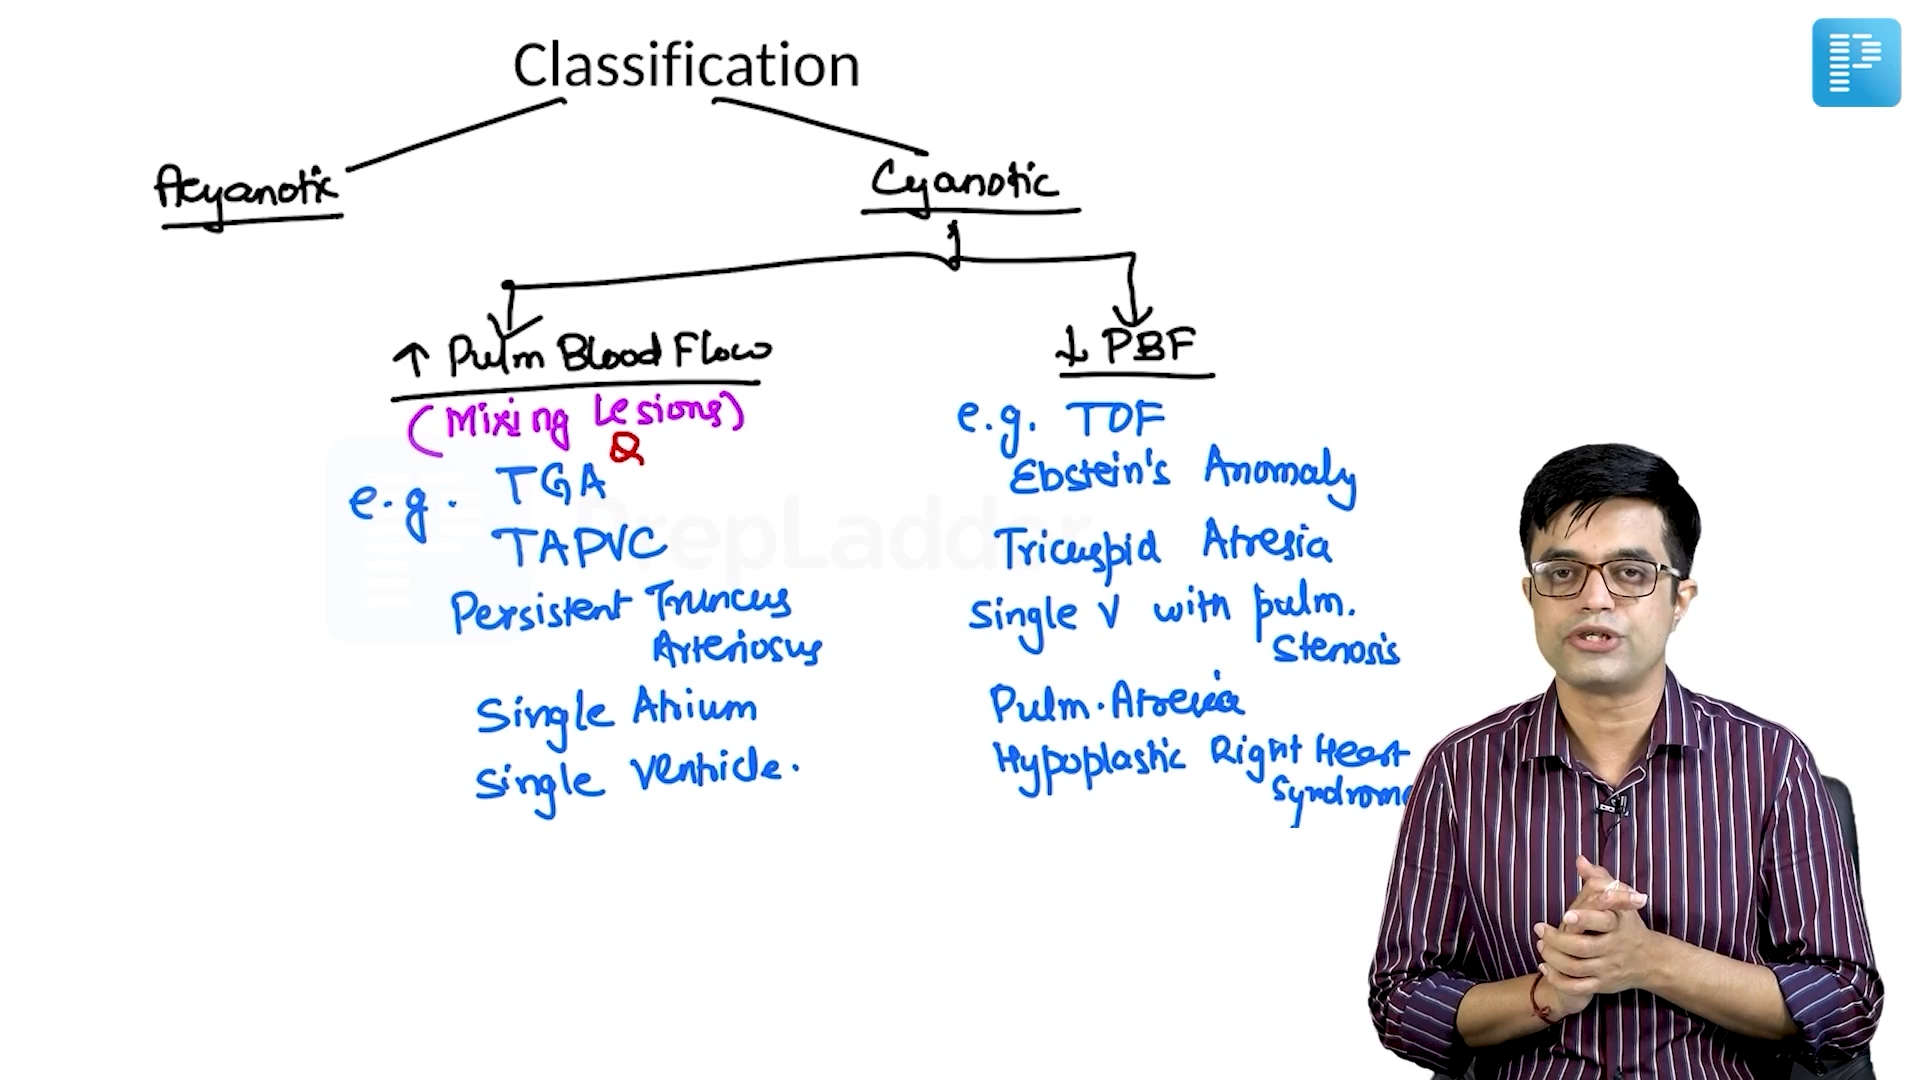 Classification
Acyanotic
Cyanotic
↑ Pulm Blood Flow
(Mixing Lesions)
e.g. TGA
TAPVC
Persistent Truncus
Arteriosus
Single Atrium
Single Ventricle.
↓ PBF
e.g. TOF
Ebstein's Anomaly
Tricuspid Atresia
Single V with pulm.
Stenosis
Pulm. Atresia
Hypoplastic Right Heart
Syndrome
PrepLadder